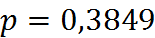 p = 0,3849